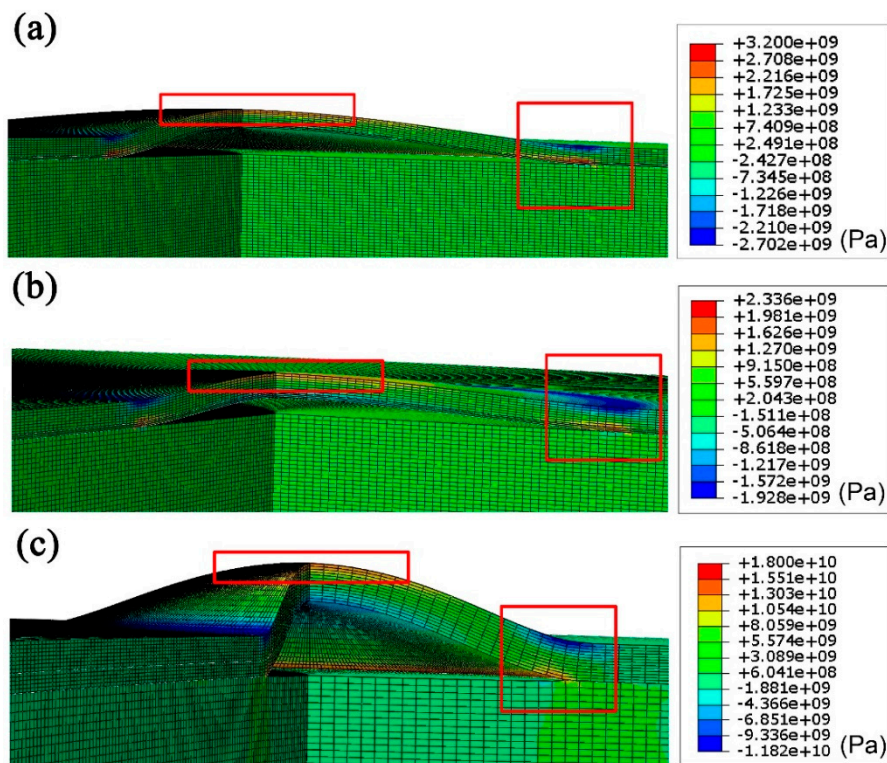 (a)
+3.200e+09
+2.708e+09
+2.216e+09
+1.725e+09
+1.233e+09
+7.409e+08
+2.491e+08
-2.427e+08
-7.345e+08
-1.226e+09
-1.718e+09
-2.210e+09
-2.702e+09
(Pa)
(b)
+2.336e+09
+1.981e+09
+1.626e+09
+1.270e+09
+9.150e+08
+5.597e+08
+2.043e+08
-1.511e+08
-5.064e+08
-8.618e+08
-1.217e+09
-1.572e+09
-1.928e+09
(Pa)
(c)
+1.800e+10
+1.551e+10
+1.303e+10
+1.054e+10
+8.059e+09
+5.574e+09
+3.089e+09
+6.041e+08
-1.881e+09
-4.366e+09
-6.851e+09
-9.336e+09
-1.182e+10
(Pa)